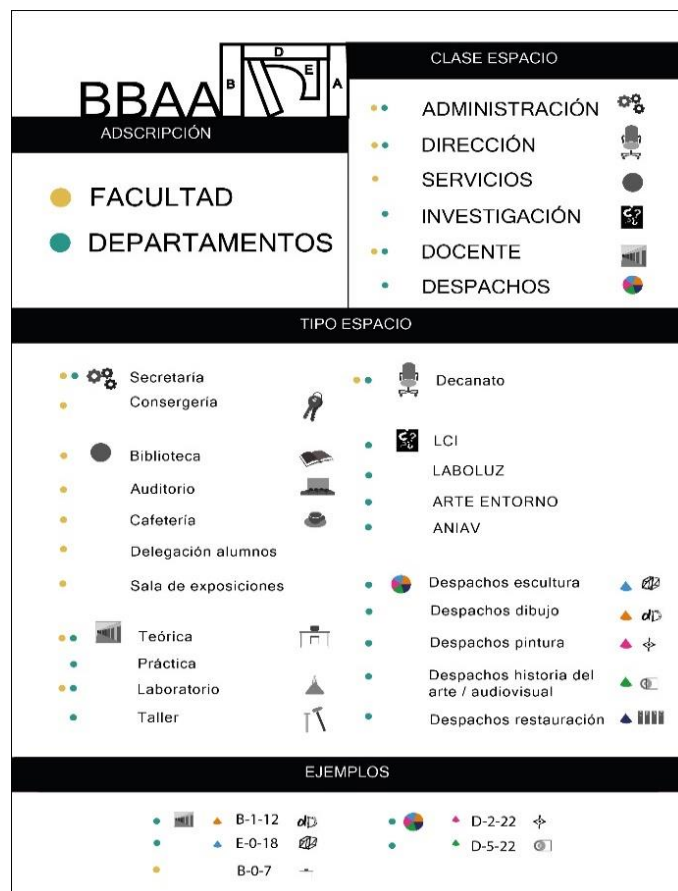 BBAA
B
D
E
A
ADSCRIPCIÓN
FACULTAD
DEPARTAMENTOS
CLASE ESPACIO
ADMINISTRACIÓN
DIRECCIÓN
SERVICIOS
INVESTIGACIÓN
DOCENTE
DESPACHOS
TIPO ESPACIO
Secretaría
Consergería
Biblioteca
Auditorio
Cafetería
Delegación alumnos
Sala de exposiciones
Teórica
Práctica
Laboratorio
Taller
Decanato
LCI
LABOLUZ
ARTE ENTORNO
ANIAV
Despachos escultura
Despachos dibujo
Despachos pintura
Despachos historia del
arte / audiovisual
Despachos restauración
EJEMPLOS
B-1-12
E-0-18
B-0-7
D-2-22
D-5-22